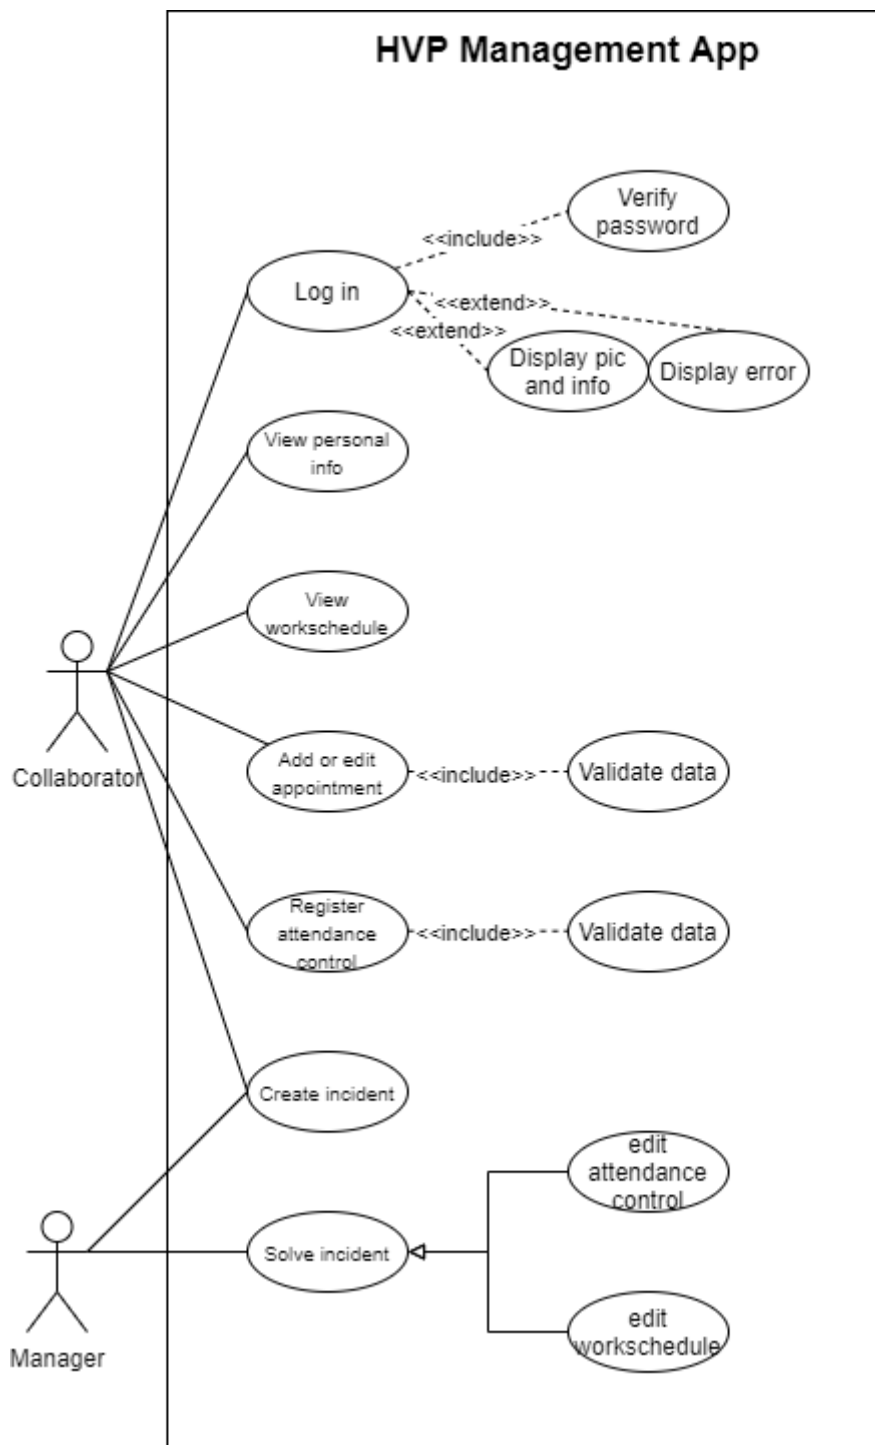 HVP Management App
Verify
password
<<include>>
Log in
<<extend>>
<<extend>>
Display pic
and info
Display error
View personal
info
View
workschedule
Collaborator
Add or edit
appointment
<<include>>
Validate data
Register
attendance
control
<<include>>
Validate data
Create incident
edit
attendance
control
Solve incident
edit
workschedule
Manager